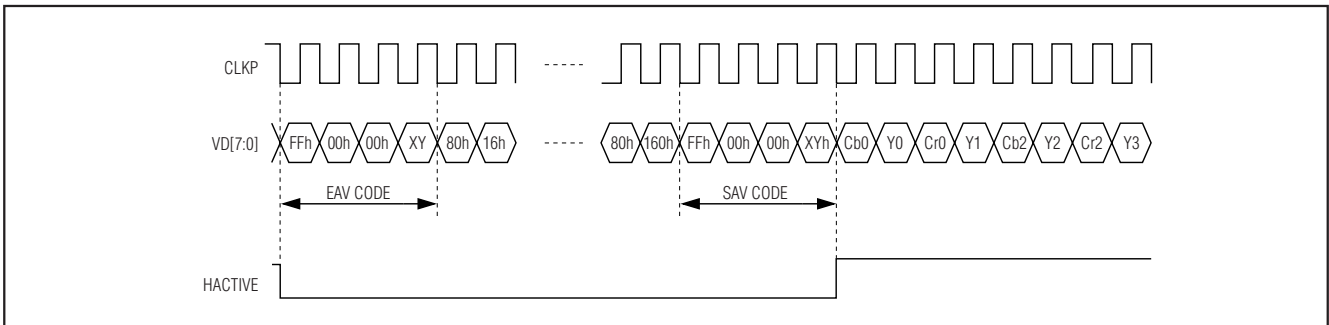 CLKP
VD[7:0] FFh 00h 00h XY 80h 16h 80h 160h FFh 00h 00h XYh Cb0 Y0 Cr0 Y1 Cb2 Y2 Cr2 Y3
EAV CODE SAV CODE
HACTIVE